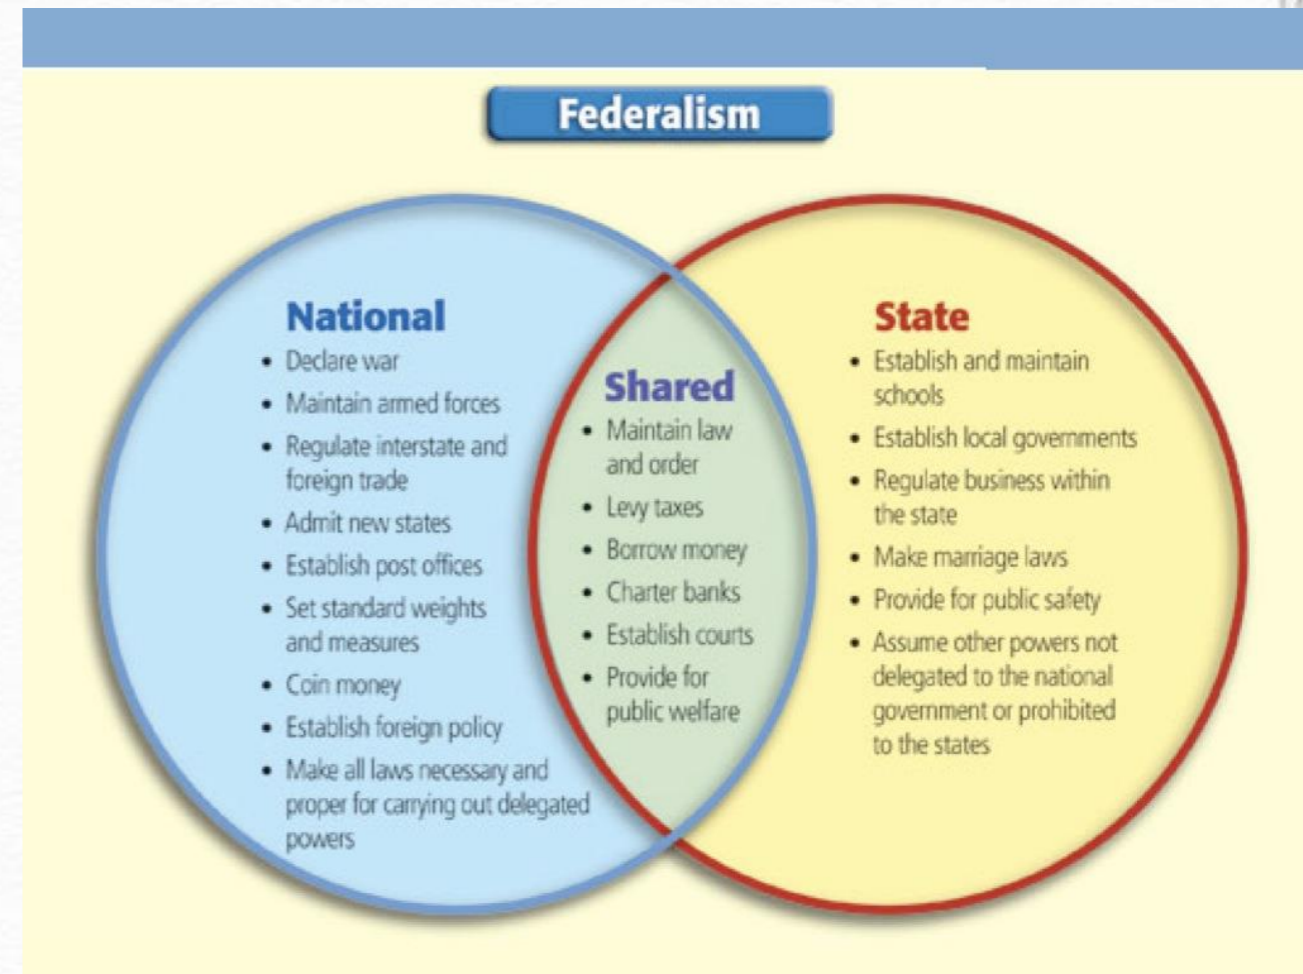 Federalism
National
• Declare war
• Maintain armed forces
• Regulate interstate and
foreign trade
• Admit new states
• Establish post offices
• Set standard weights
and measures
• Coin money
• Establish foreign policy
• Make all laws necessary and
proper for carrying out delegated
powers
Shared
• Maintain law
and order
• Levy taxes
• Borrow money
• Charter banks
• Establish courts
• Provide for
public welfare
State
• Establish and maintain
schools
• Establish local governments
• Regulate business within
the state
• Make marriage laws
• Provide for public safety
• Assume other powers not
delegated to the national
government or prohibited
to the states